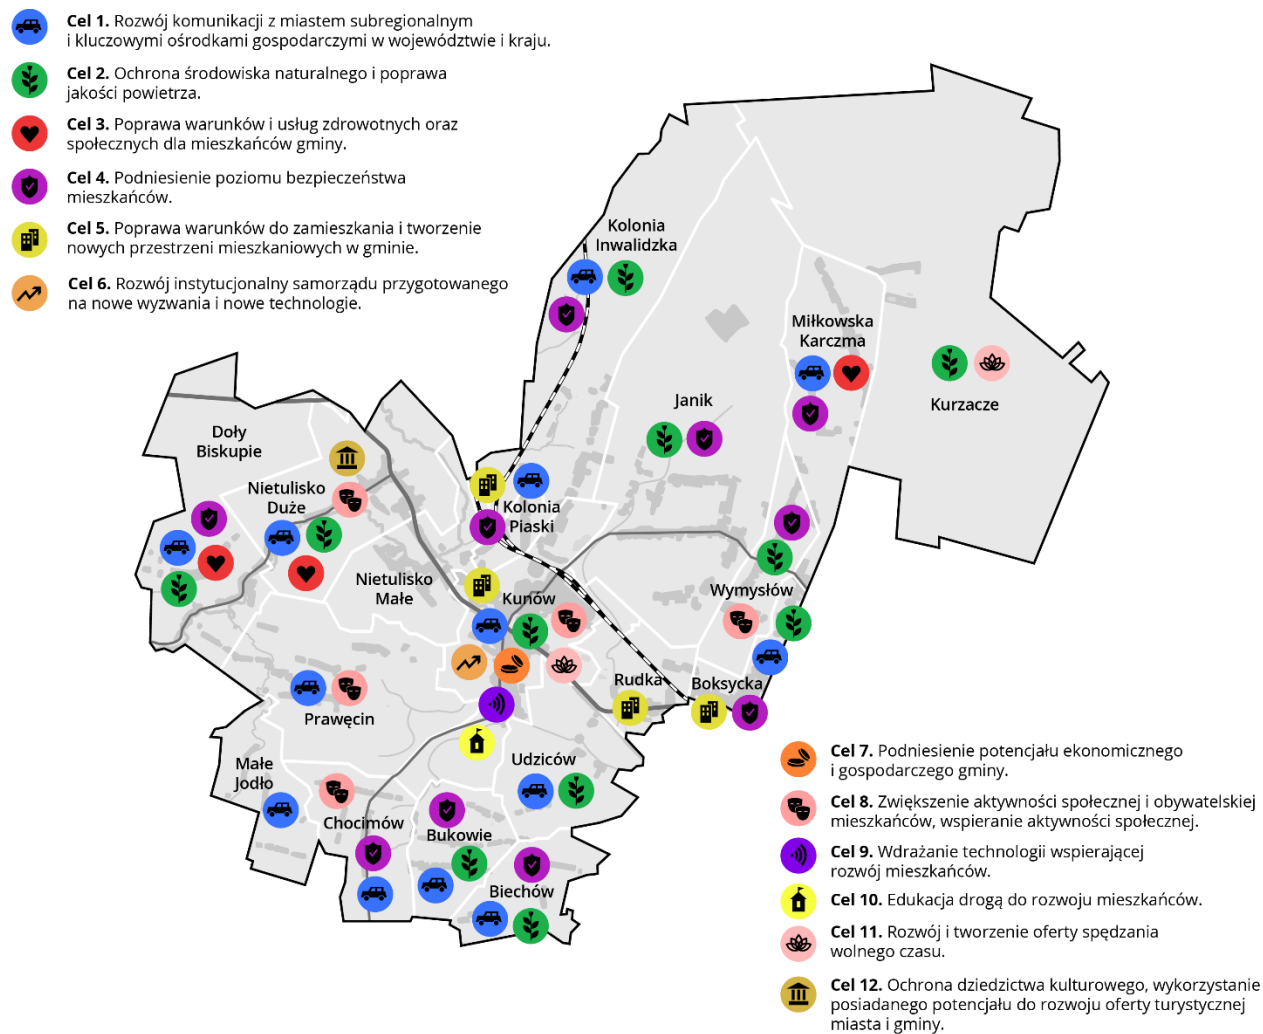 Cel 1. Rozwój komunikacji z miastem subregionalnym
i kluczowymi ośrodkami gospodarczymi w województwie i kraju.
Cel 2. Ochrona środowiska naturalnego i poprawa
jakości powietrza.
Cel 3. Poprawa warunków i usług zdrowotnych oraz
społecznych dla mieszkańców gminy.
Cel 4. Podniesienie poziomu bezpieczeństwa
mieszkańców.
Cel 5. Poprawa warunków do zamieszkania i tworzenie
nowych przestrzeni mieszkaniowych w gminie.
Cel 6. Rozwój instytucjonalny samorządu przygotowanego
na nowe wyzwania i nowe technologie.
Kolonia
Inwalidzka
Miłkowska
Karczma
Kurzacze
Janik
Doły
Biskupie
Nietulisko
Duże
Kolonia
Piaski
Nietulisko
Małe
Kunów
Wymysłów
Rudka
Boksycka
Prawęcin
Małe
Jodło
Udziców
Chocimów
Bukowie
Biechów
Cel 7. Podniesienie potencjału ekonomicznego
i gospodarczego gminy.
Cel 8. Zwiększenie aktywności społecznej i obywatelskiej
mieszkańców, wspieranie aktywności społecznej.
Cel 9. Wdrażanie technologii wspierającej
rozwój mieszkańców.
Cel 10. Edukacja drogą do rozwoju mieszkańców.
Cel 11. Rozwój i tworzenie oferty spędzania
wolnego czasu.
Cel 12. Ochrona dziedzictwa kulturowego, wykorzystanie
posiadanego potencjału do rozwoju oferty turystycznej
miasta i gminy.